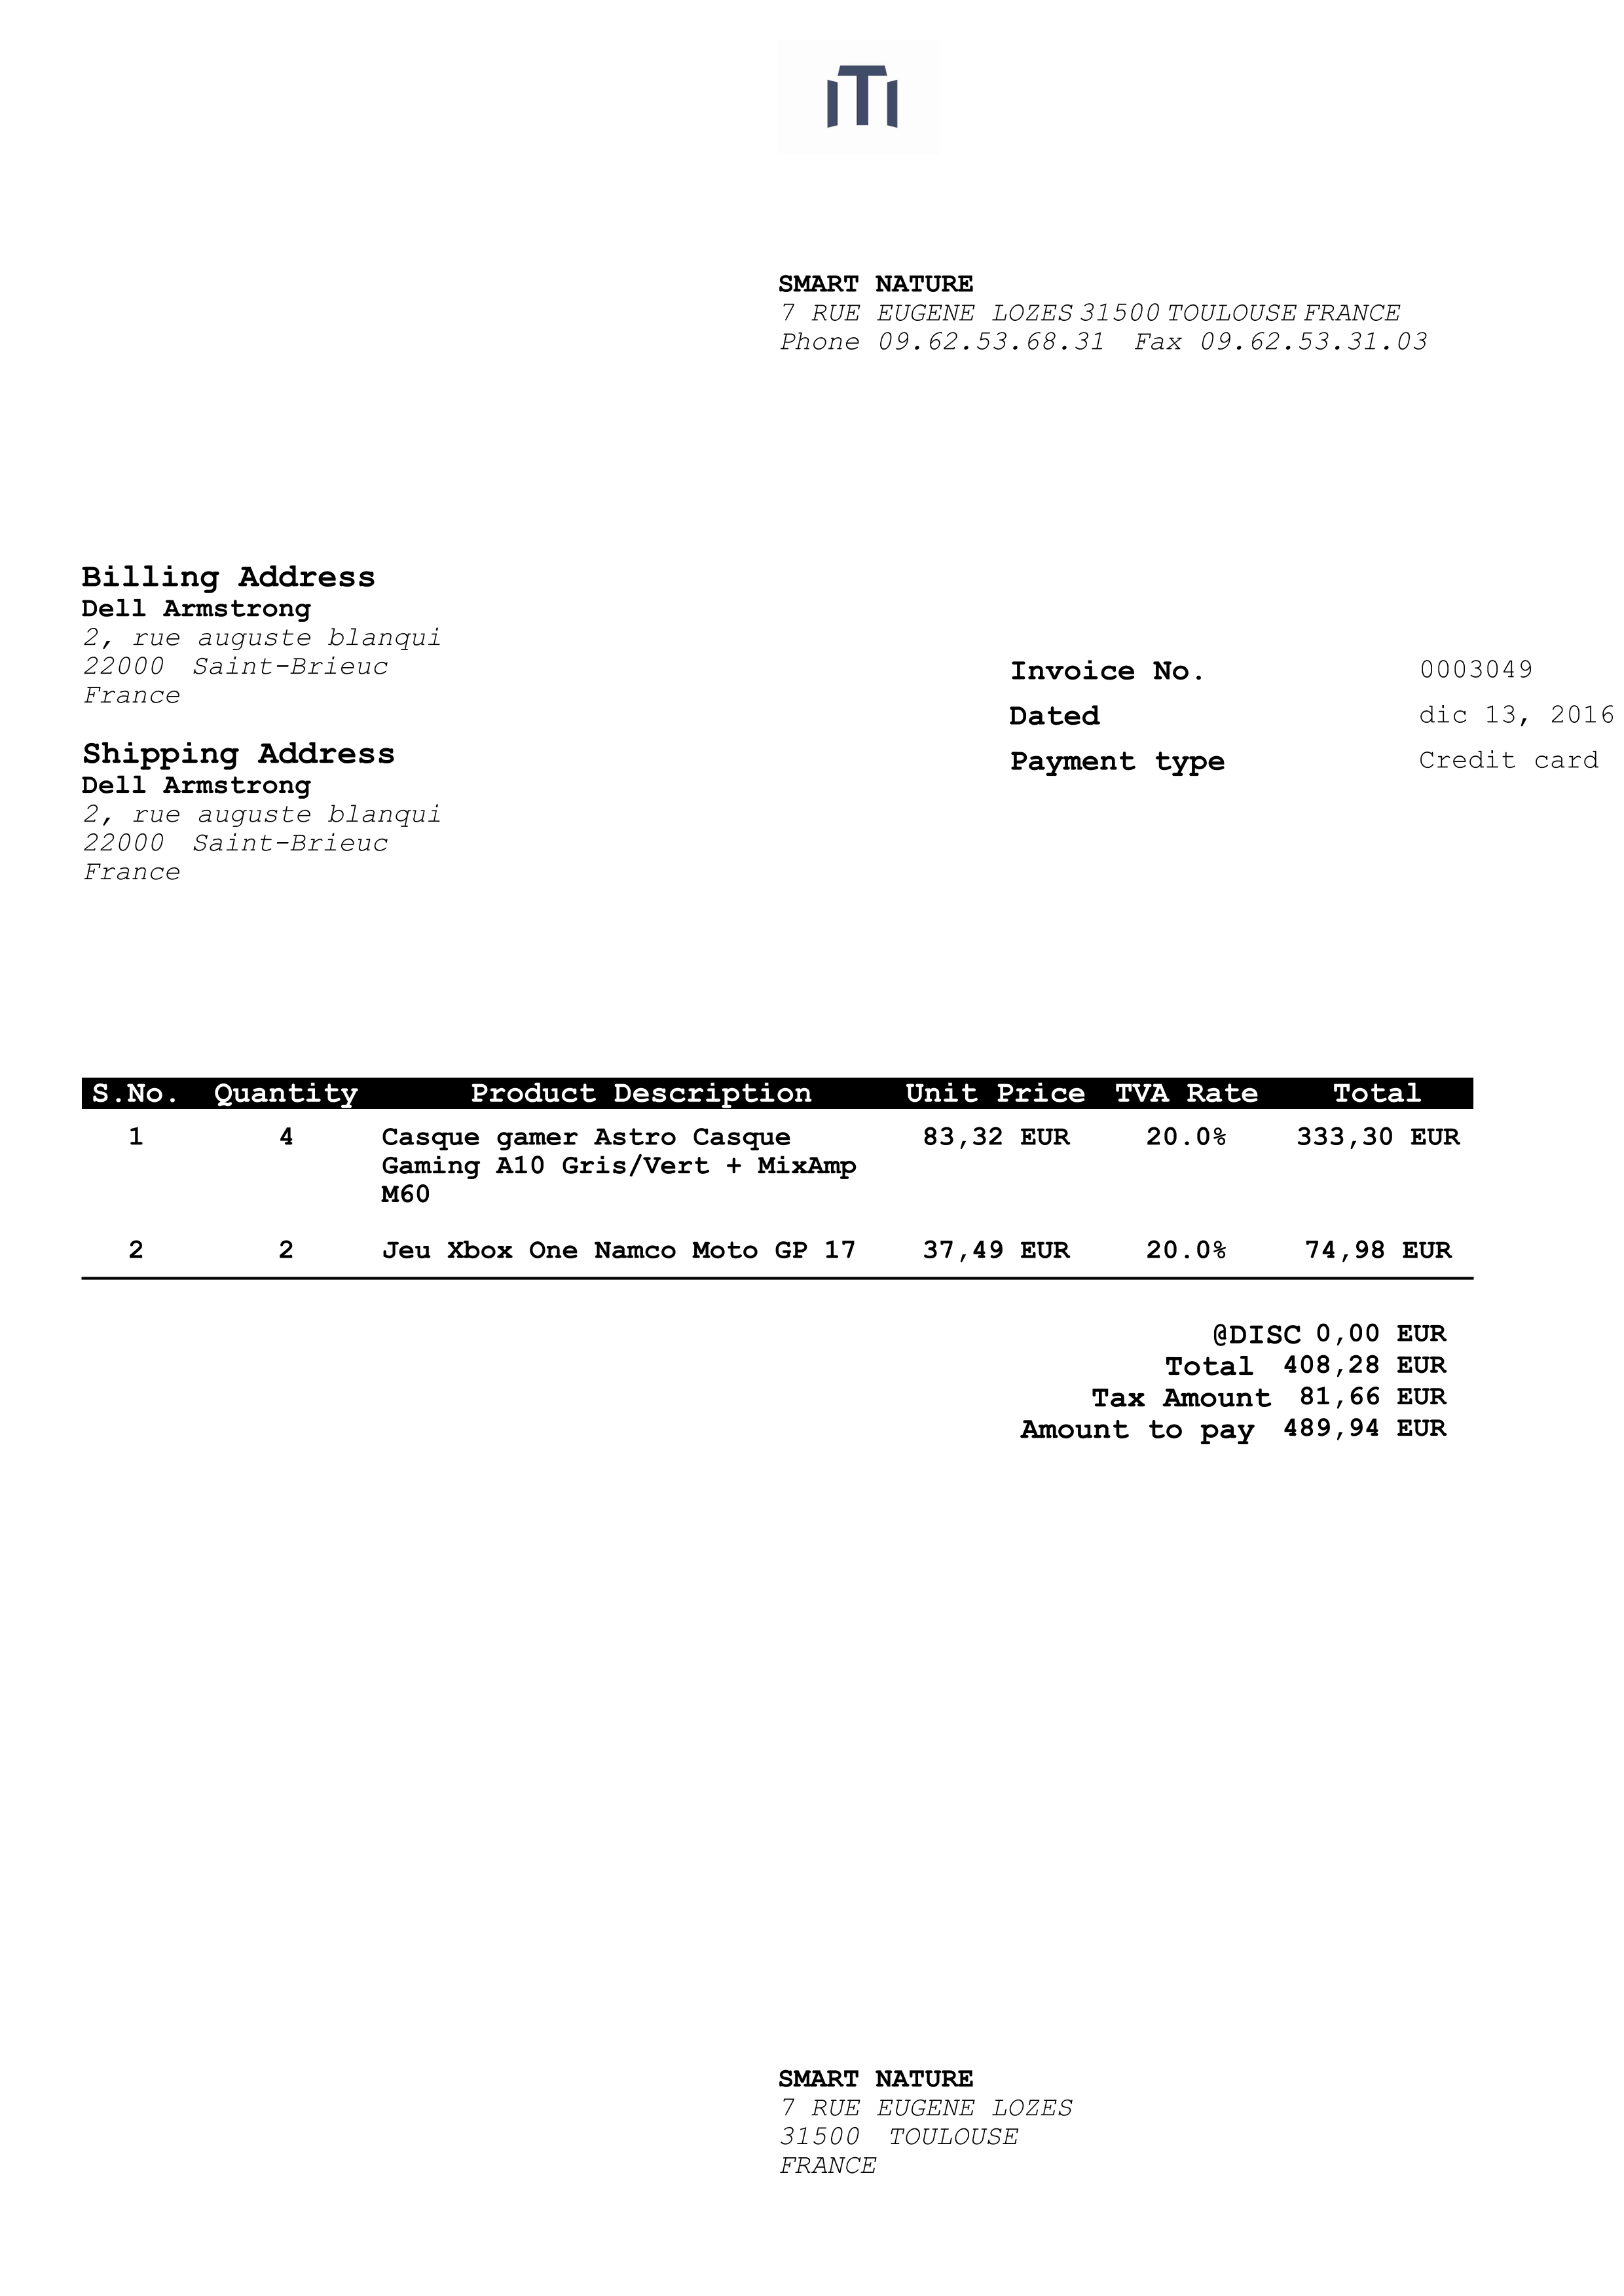 SMART NATURE
7 RUE EUGENE LOZES 31500 TOULOUSE FRANCE
Phone 09.62.53.68.31 Fax 09.62.53.31.03
Billing Address
Dell Armstrong
2, rue auguste blanqui
22000 Saint-Brieuc
France
Invoice No. 0003049
Dated dic 13, 2016
Payment type Credit card
Shipping Address
Dell Armstrong
2, rue auguste blanqui
22000 Saint-Brieuc
France
S.No. Quantity Product Description Unit Price TVA Rate Total
1 4 Casque gamer Astro Casque 83,32 EUR 20.0% 333,30 EUR
Gaming A10 Gris/Vert + MixAmp
M60
2 2 Jeu Xbox One Namco Moto GP 17 37,49 EUR 20.0% 74,98 EUR
@DISC 0,00 EUR
Total 408,28 EUR
Tax Amount 81,66 EUR
Amount to pay 489,94 EUR
SMART NATURE
7 RUE EUGENE LOZES
31500 TOULOUSE
FRANCE